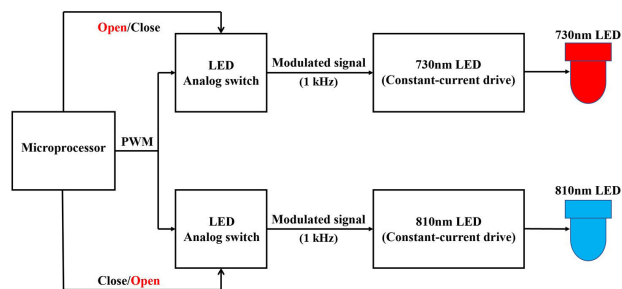 Open/Close
LED
Analog switch
Modulated signal
(1 kHz)
730nm LED
(Constant-current drive)
730nm LED
Microprocessor
PWM
LED
Analog switch
Modulated signal
(1 kHz)
810nm LED
(Constant-current drive)
810nm LED
Close/Open